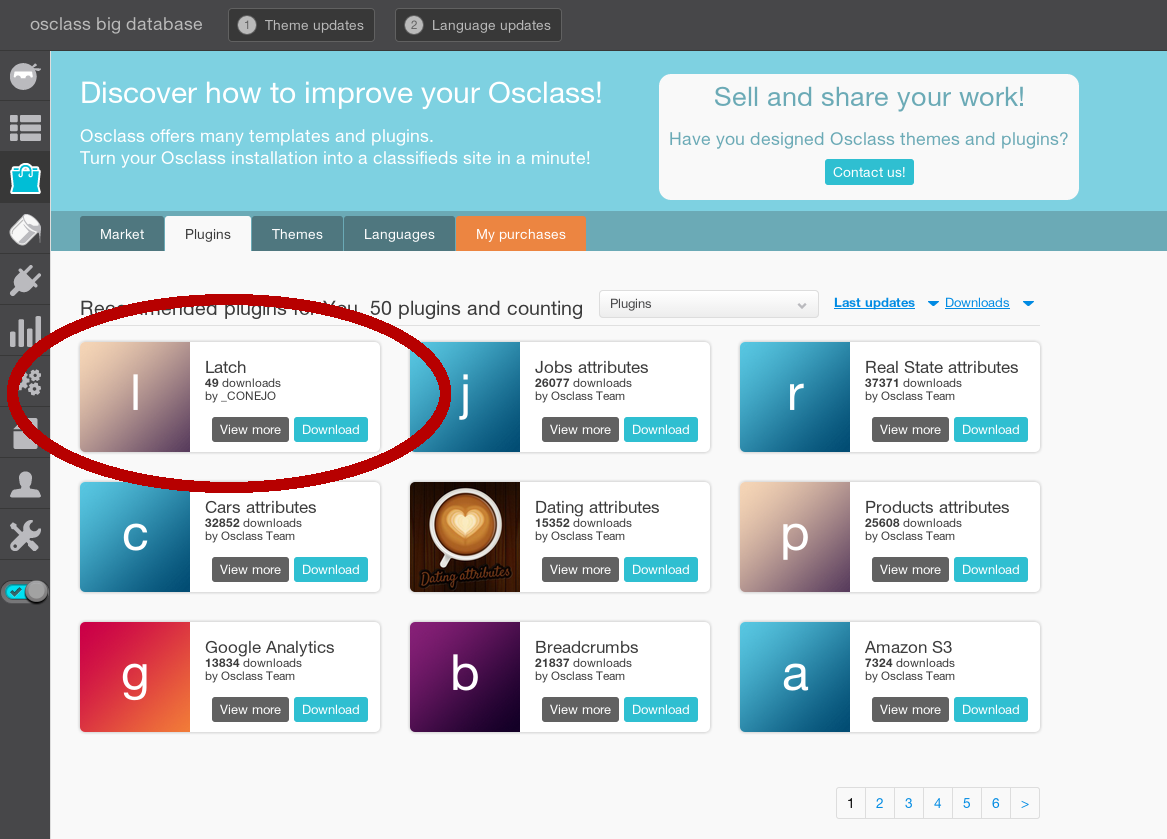 osclass big database
1 Theme updates
2 Language updates
Discover how to improve your Osclass!
Osclass offers many templates and plugins.
Turn your Osclass installation into a classifieds site in a minute!
Sell and share your work!
Have you designed Osclass themes and plugins?
Contact us!
Market
Plugins
Themes
Languages
My purchases
Recommended plugins for You. 50 plugins and counting
Plugins
Last updates
Downloads
l
Latch
49 downloads
by _CONEJO
View more
Download
j
Jobs attributes
26077 downloads
by Osclass Team
View more
Download
r
Real State attributes
37371 downloads
by Osclass Team
View more
Download
c
Cars attributes
32852 downloads
by Osclass Team
View more
Download
Dating attributes
Dating attributes
15352 downloads
by Osclass Team
View more
Download
p
Products attributes
25608 downloads
by Osclass Team
View more
Download
g
Google Analytics
13834 downloads
by Osclass Team
View more
Download
b
Breadcrumbs
21837 downloads
by Osclass Team
View more
Download
a
Amazon S3
7324 downloads
by Osclass Team
View more
Download
1 2 3 4 5 6 >